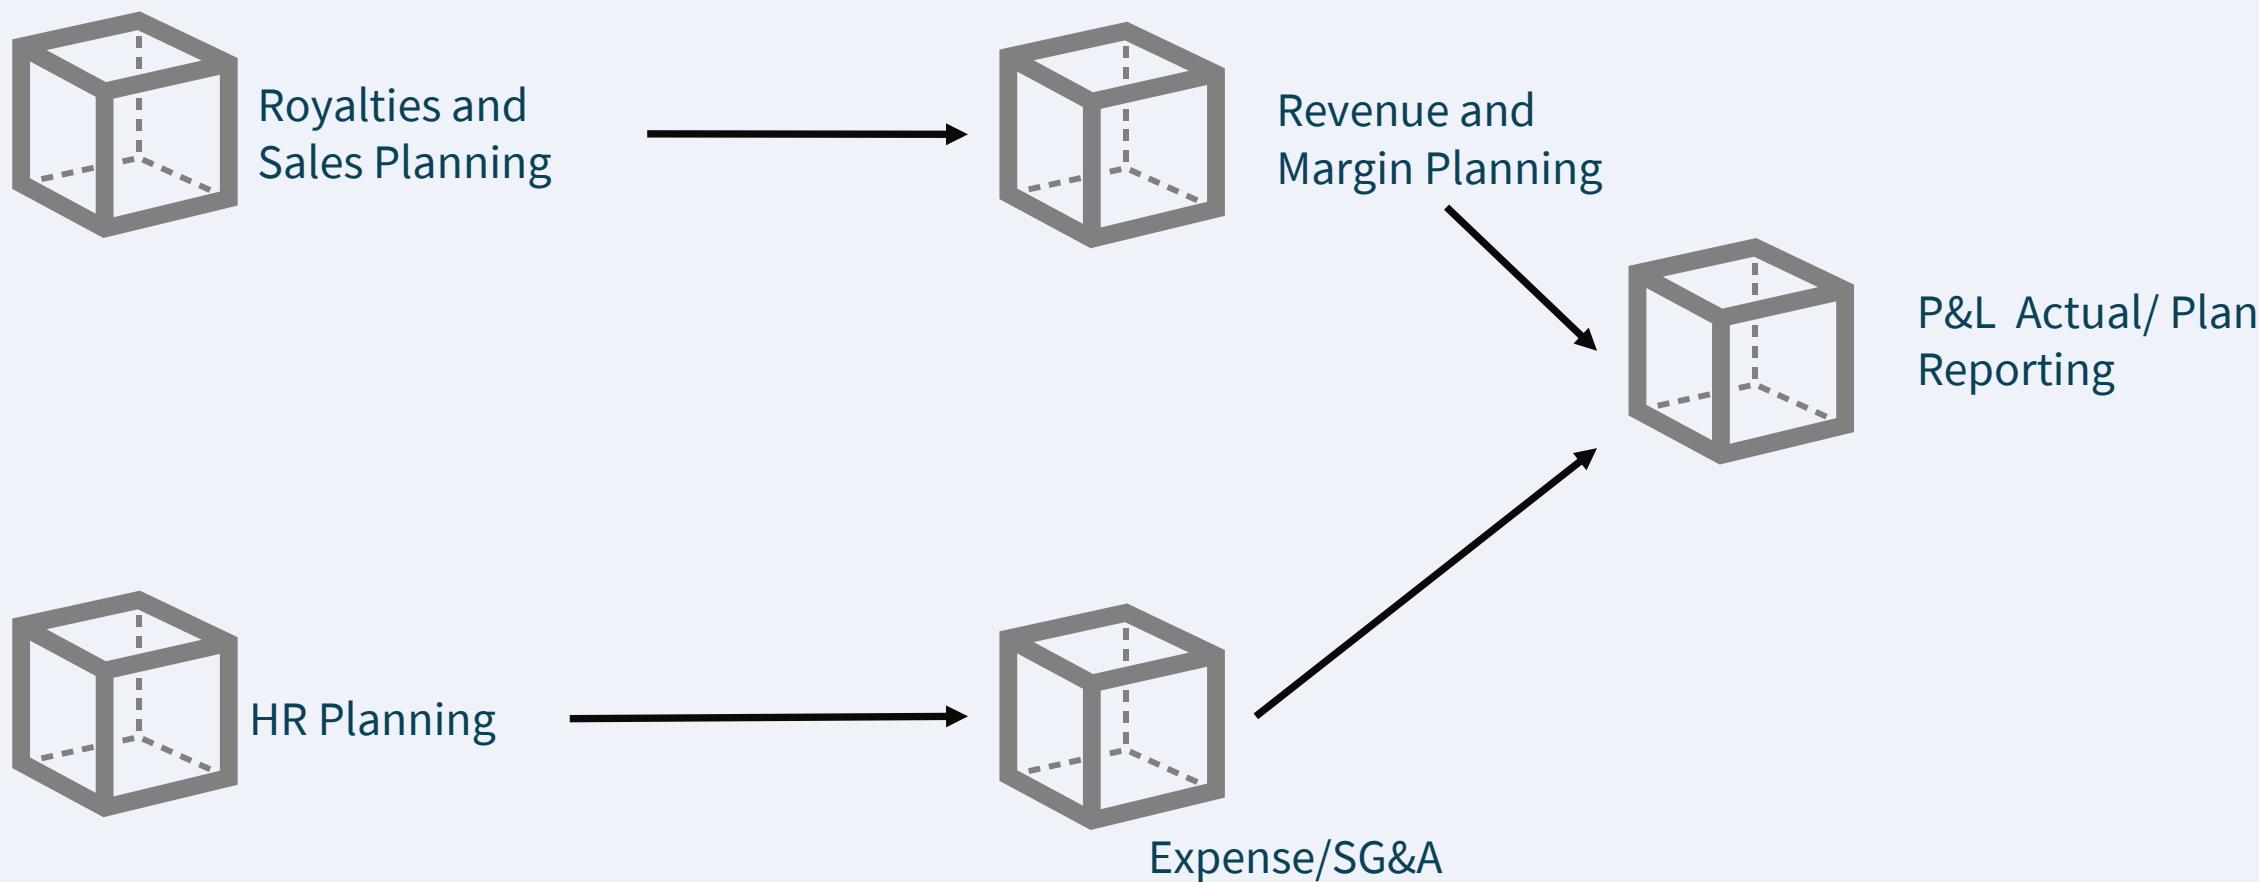 Royalties and
Sales Planning
Revenue and
Margin Planning
P&L  Actual/ Plan
Reporting
HR Planning
Expense/SG&A